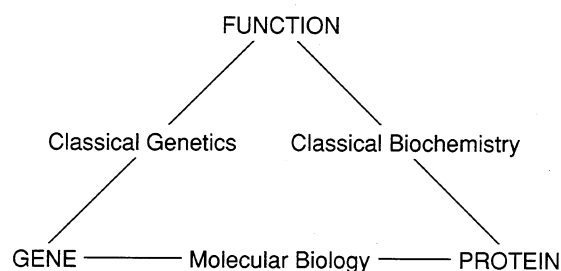 FUNCTION
Classical Genetics
Classical Biochemistry
GENE
Molecular Biology
PROTEIN